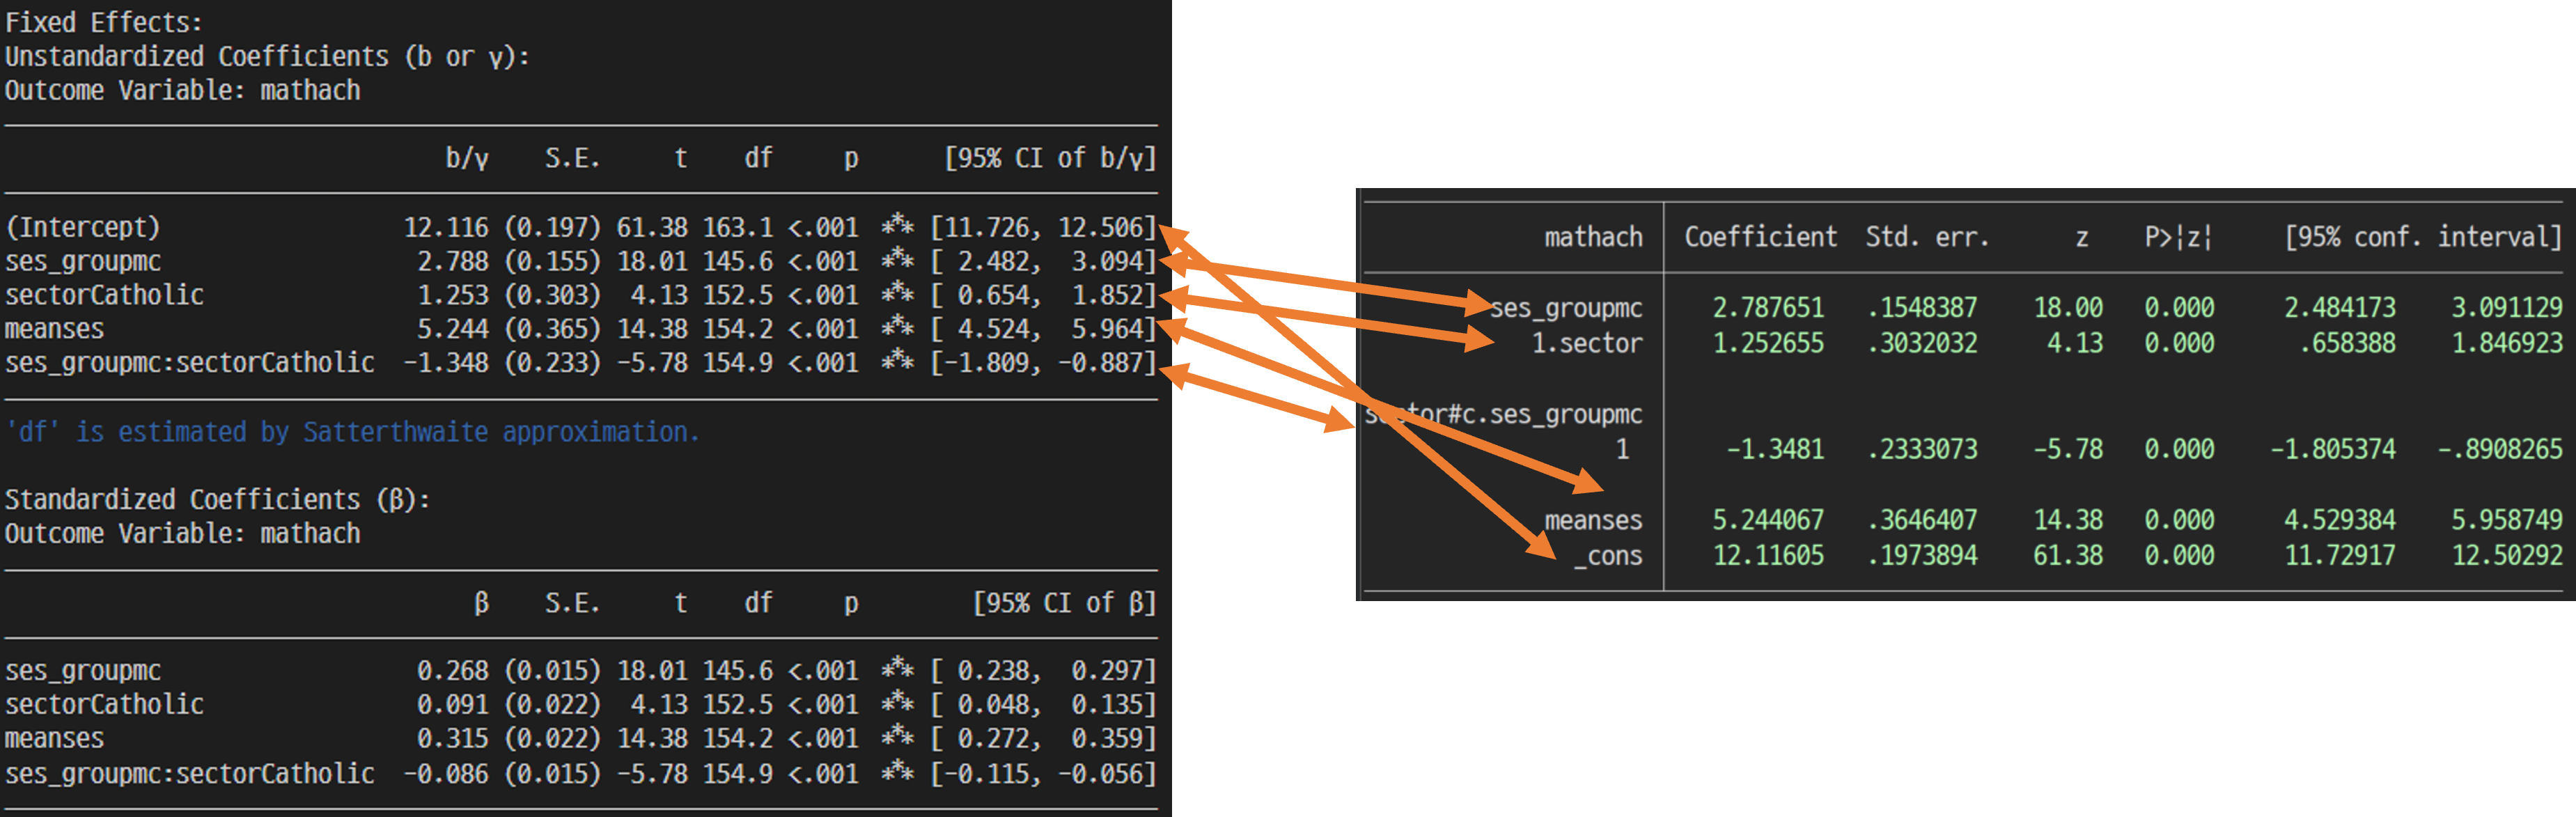 Fixed Effects:
Unstandardized Coefficients (b or γ):
Outcome Variable: mathach
b/γ S.E. t df p [95% CI of b/γ]
(Intercept) 12.116 (0.197) 61.38 163.1 <.001 *** [11.726, 12.506]
ses_groupmc 2.788 (0.155) 18.01 145.6 <.001 *** [ 2.482, 3.094]
sectorCatholic 1.253 (0.303) 4.13 152.5 <.001 *** [ 0.654, 1.852]
meanses 5.244 (0.365) 14.38 154.2 <.001 *** [ 4.524, 5.964]
ses_groupmc:sectorCatholic -1.348 (0.233) -5.78 154.9 <.001 *** [-1.809, -0.887]
'df' is estimated by Satterthwaite approximation.
Standardized Coefficients (β):
Outcome Variable: mathach
β S.E. t df p [95% CI of β]
ses_groupmc 0.268 (0.015) 18.01 145.6 <.001 *** [ 0.238, 0.297]
sectorCatholic 0.091 (0.022) 4.13 152.5 <.001 *** [ 0.048, 0.135]
meanses 0.315 (0.022) 14.38 154.2 <.001 *** [ 0.272, 0.359]
ses_groupmc:sectorCatholic -0.086 (0.015) -5.78 154.9 <.001 *** [-0.115, -0.056]
mathach Coefficient Std. err. z P>|z| [95% conf. interval]
ses_groupmc 2.787651 .1548387 18.00 0.000 2.484173 3.091129
1.sector 1.252655 .3032032 4.13 0.000 .658388 1.846923
sector#c.ses_groupmc
1 -1.3481 .2333073 -5.78 0.000 -1.805374 -.8908265
meanses 5.244067 .3646407 14.38 0.000 4.529384 5.958749
_cons 12.11605 .1973894 61.38 0.000 11.72917 12.50292